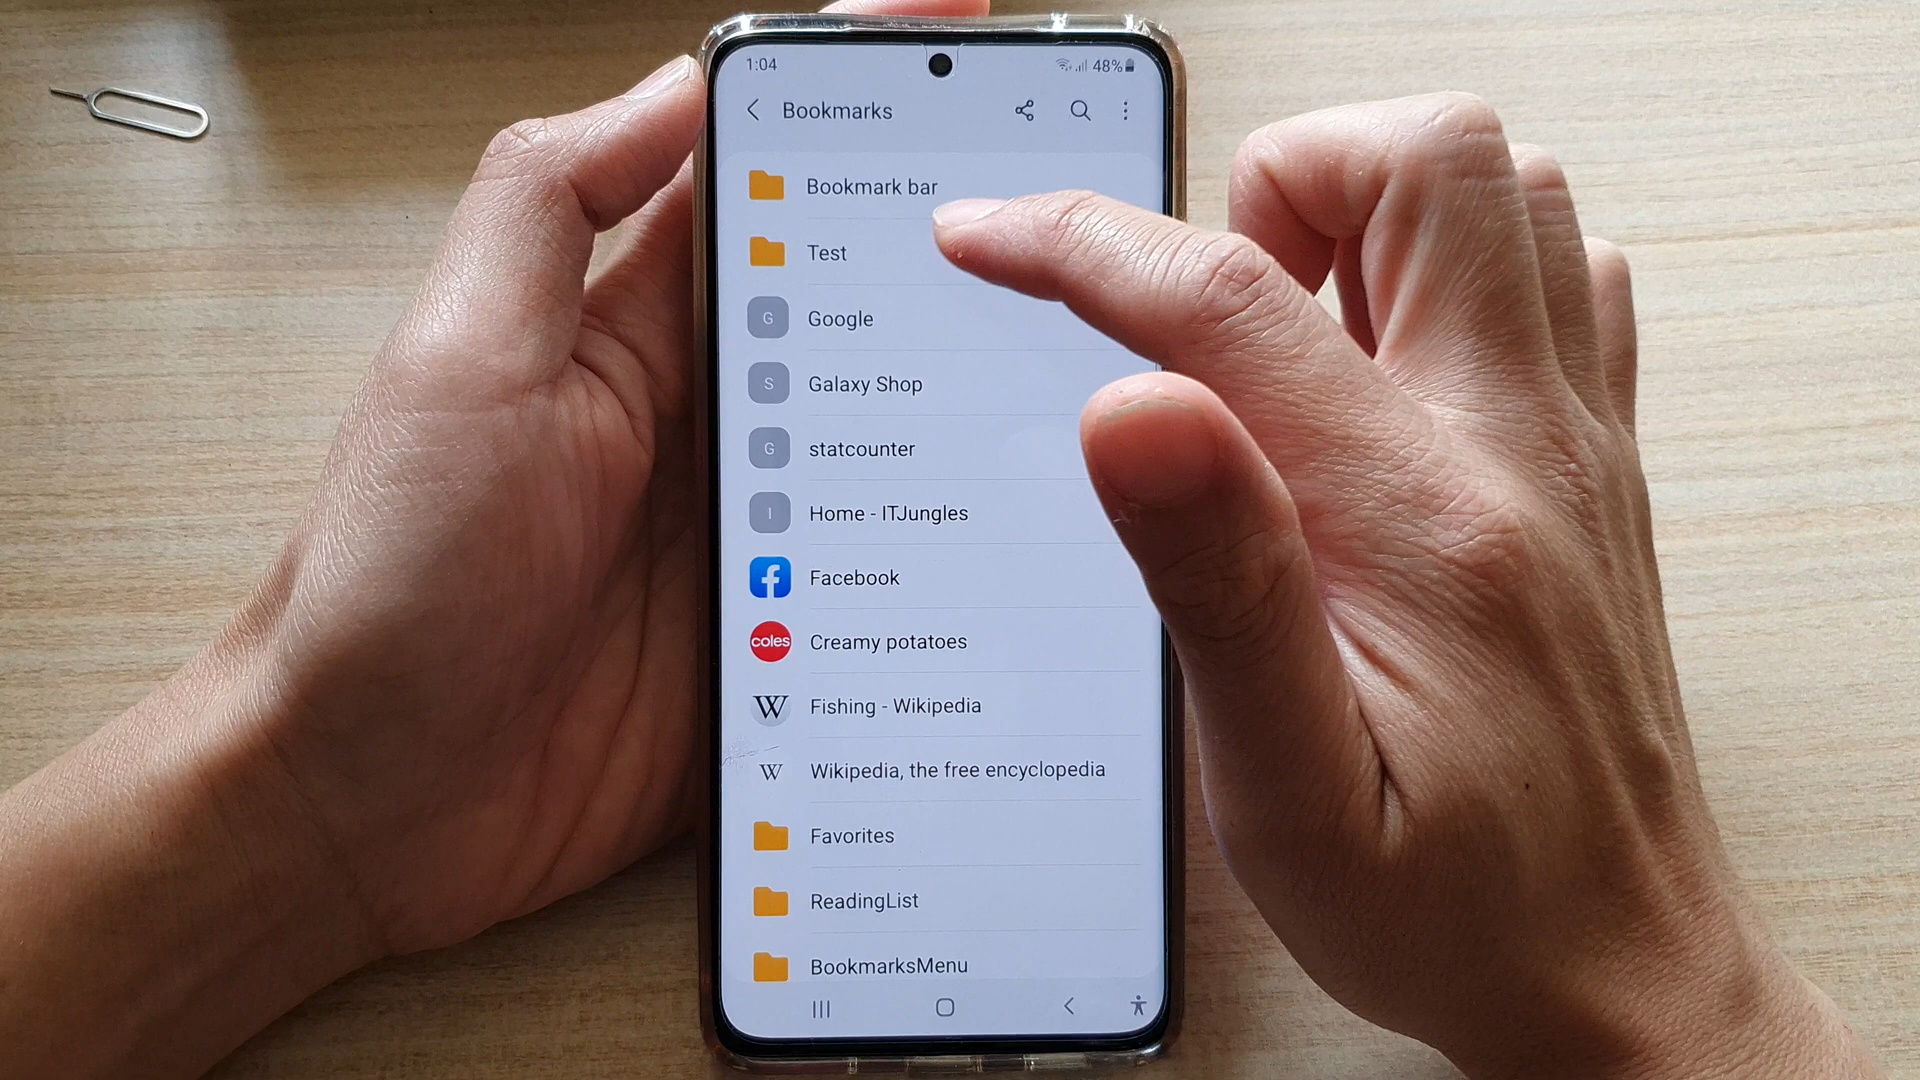 1:04 48%
Bookmarks
Bookmark bar
Test
G Google
S Galaxy Shop
G statcounter
I Home - ITJungles
f Facebook
coles Creamy potatoes
W Fishing - Wikipedia
W Wikipedia, the free encyclopedia
Favorites
ReadingList
BookmarksMenu